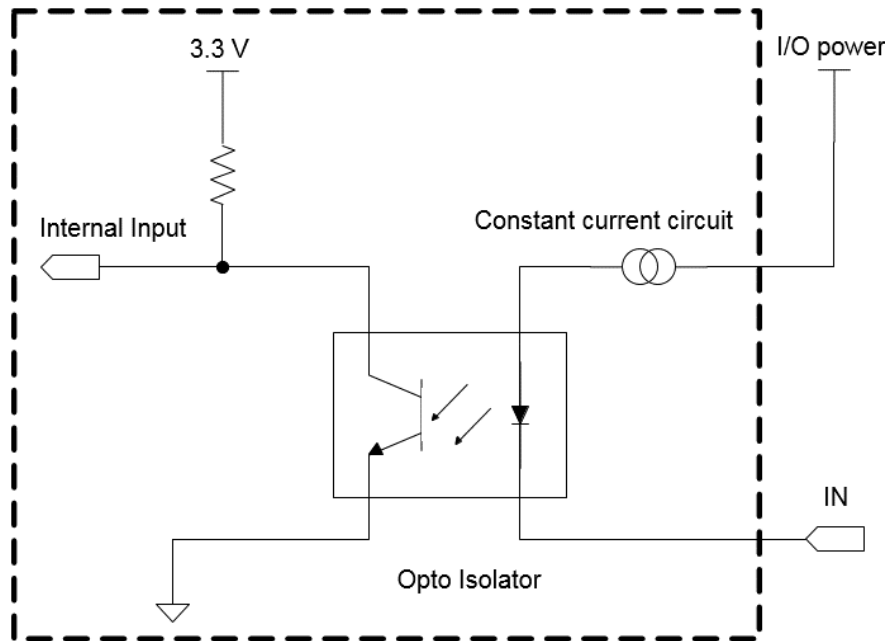 3.3 V
I/O power
Internal Input
Constant current circuit
IN
Opto Isolator